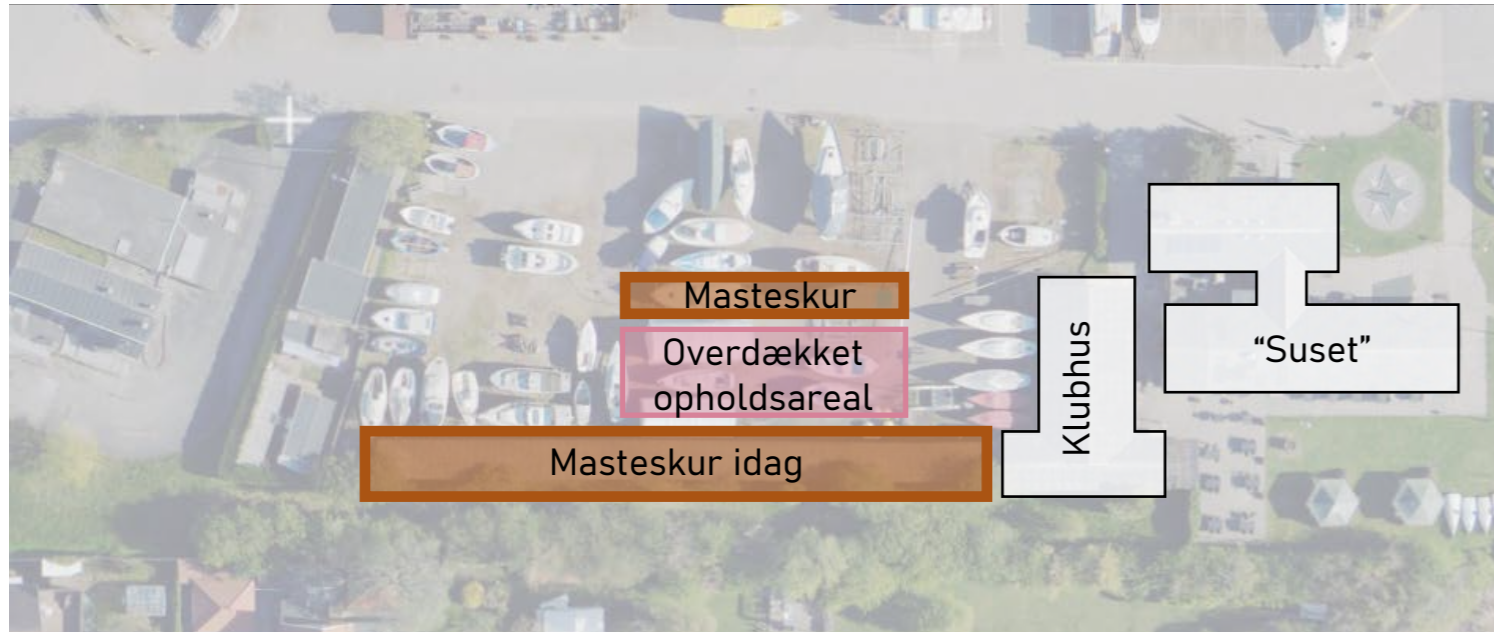 Masteskur
Overdækket
opholdsareal
Masteskur idag
Klubhus
“Suset”